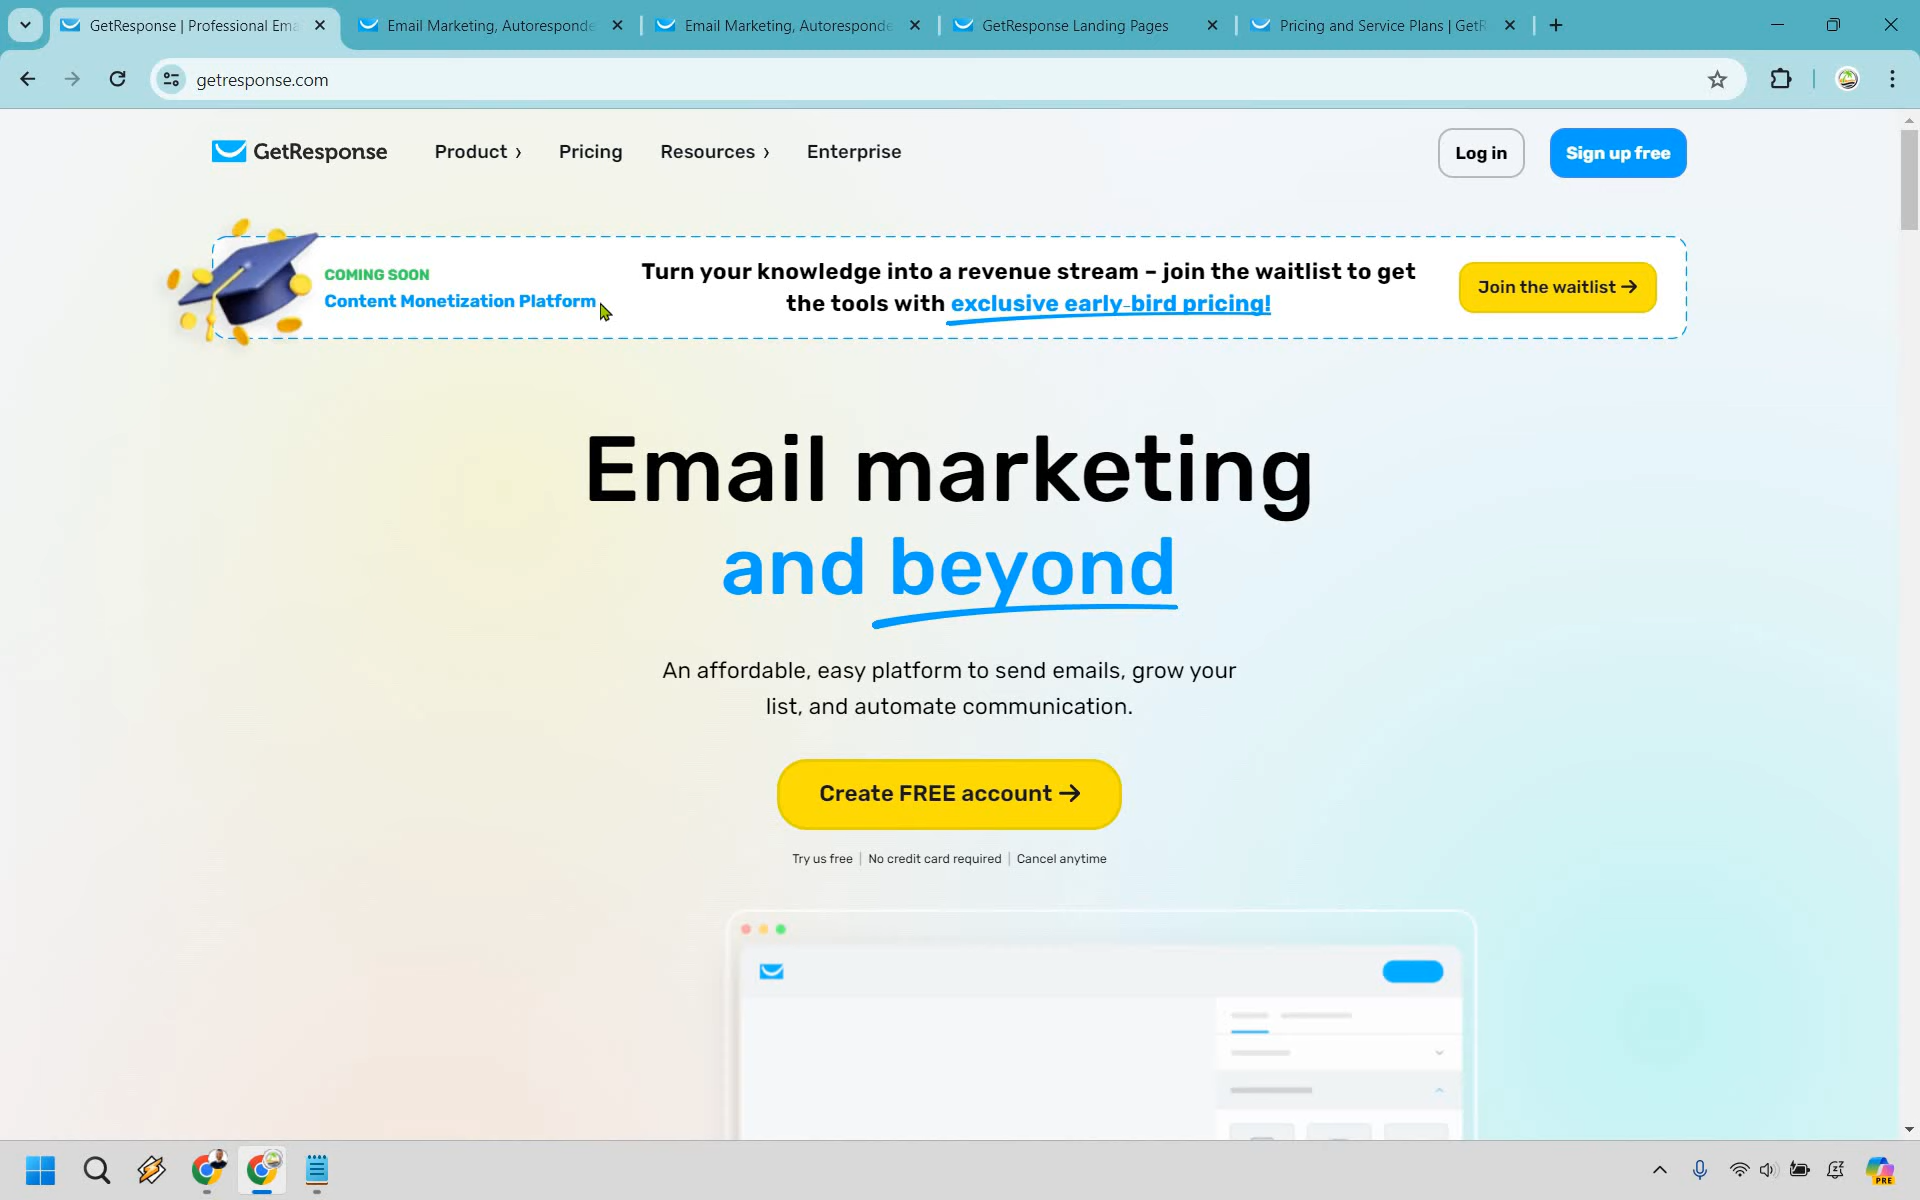 GetResponse | Professional Ema
Email Marketing, Autoresponde
Email Marketing, Autoresponde
GetResponse Landing Pages
Pricing and Service Plans | GetR
getresponse.com
GetResponse
Product ›
Pricing
Resources ›
Enterprise
Log in
Sign up free
COMING SOON
Content Monetization Platform
Turn your knowledge into a revenue stream – join the waitlist to get
the tools with exclusive early-bird pricing!
Join the waitlist →
Email marketing
and beyond
An affordable, easy platform to send emails, grow your
list, and automate communication.
Create FREE account →
Try us free | No credit card required | Cancel anytime
PRE